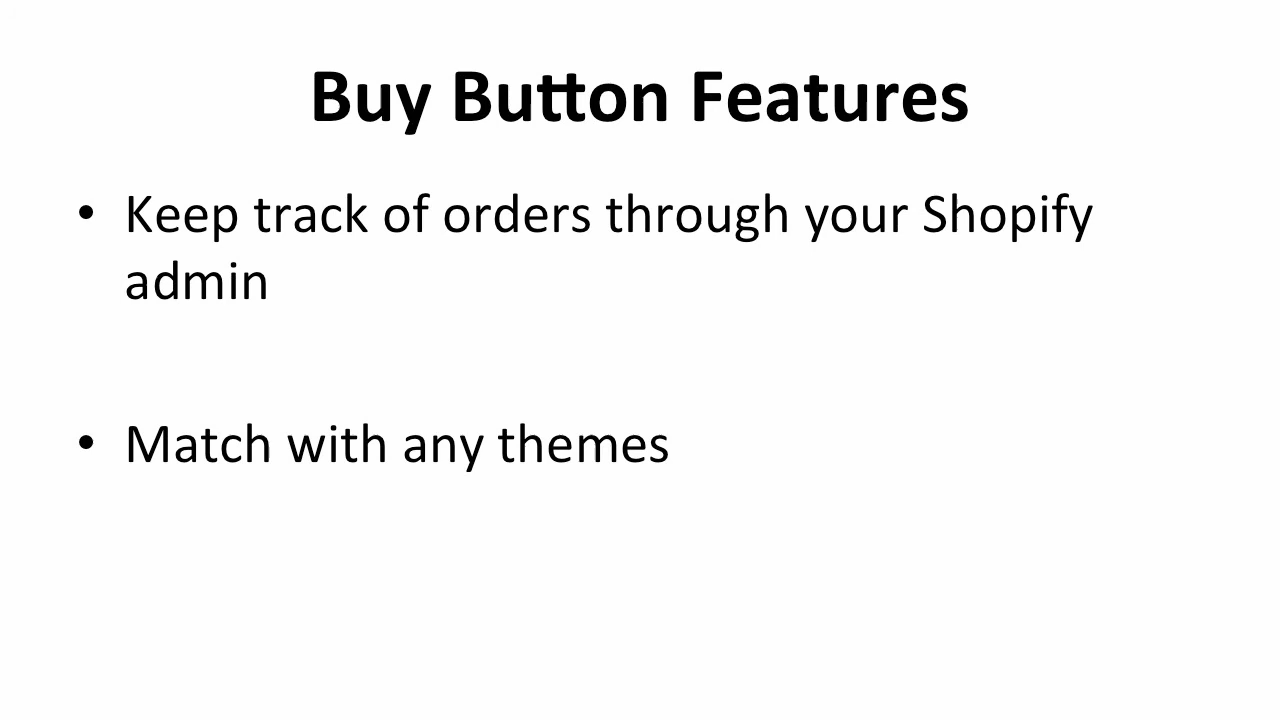 Buy Button Features
• Keep track of orders through your Shopify
admin
• Match with any themes